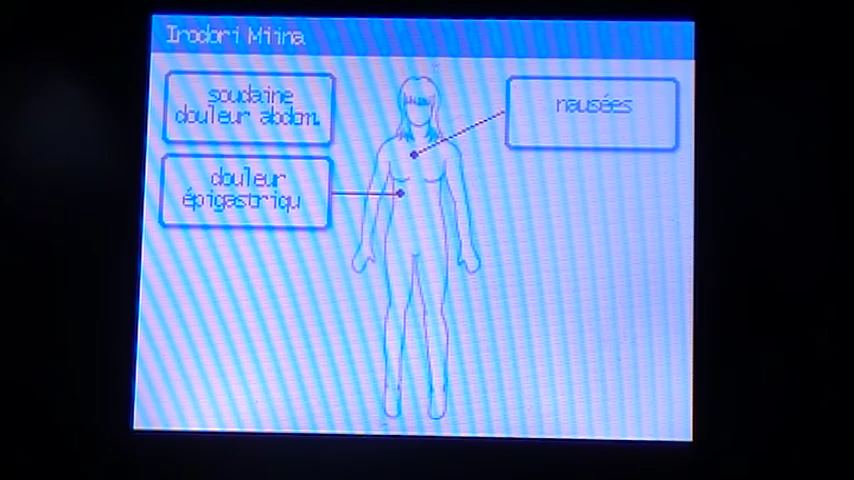 Irodori Miina
soudaine
douleur abdom.
nausées
douleur
épigastriqu